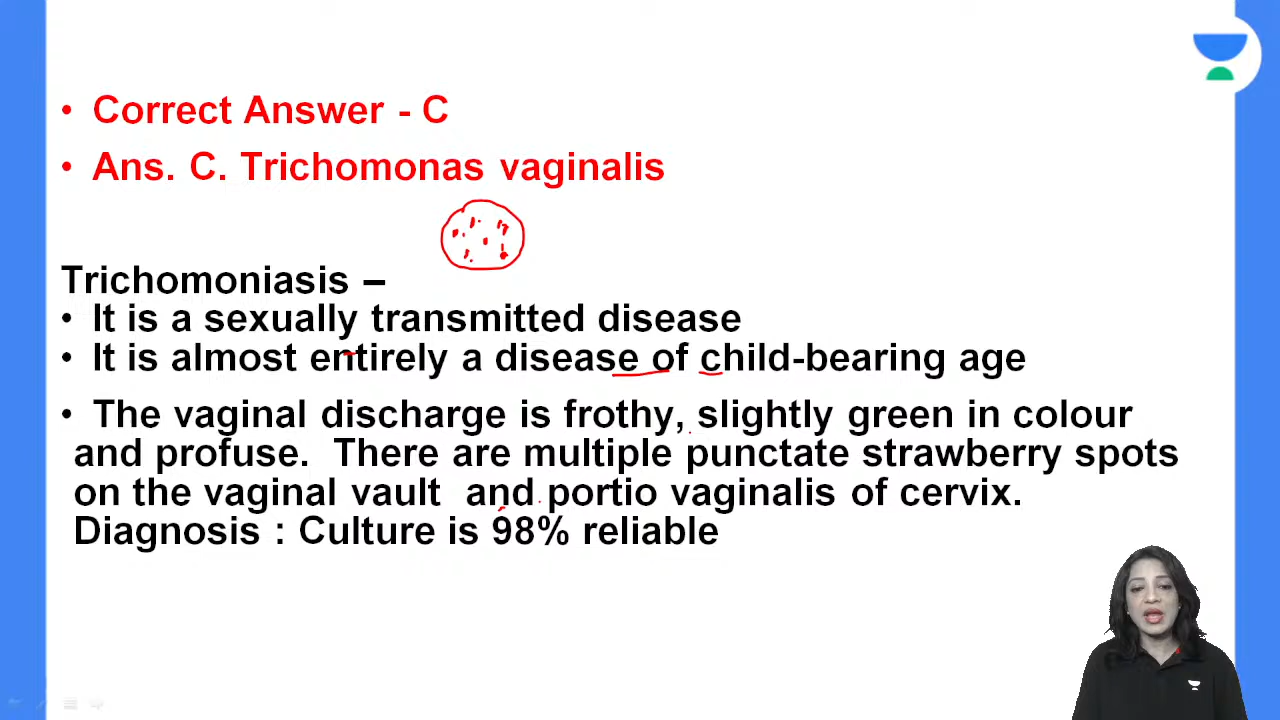 • Correct Answer - C
• Ans. C. Trichomonas vaginalis
Trichomoniasis –
• It is a sexually transmitted disease
• It is almost entirely a disease of child-bearing age
• The vaginal discharge is frothy, slightly green in colour
and profuse. There are multiple punctate strawberry spots
on the vaginal vault and portio vaginalis of cervix.
Diagnosis : Culture is 98% reliable